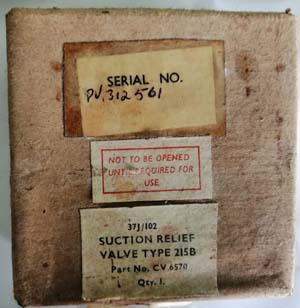 SERIAL NO.
PV.312561
NOT TO BE OPENED
UNTIL REQUIRED FOR
USE
37J/102
SUCTION RELIEF
VALVE TYPE 215B
Part No. CV 6570
Qty. 1.